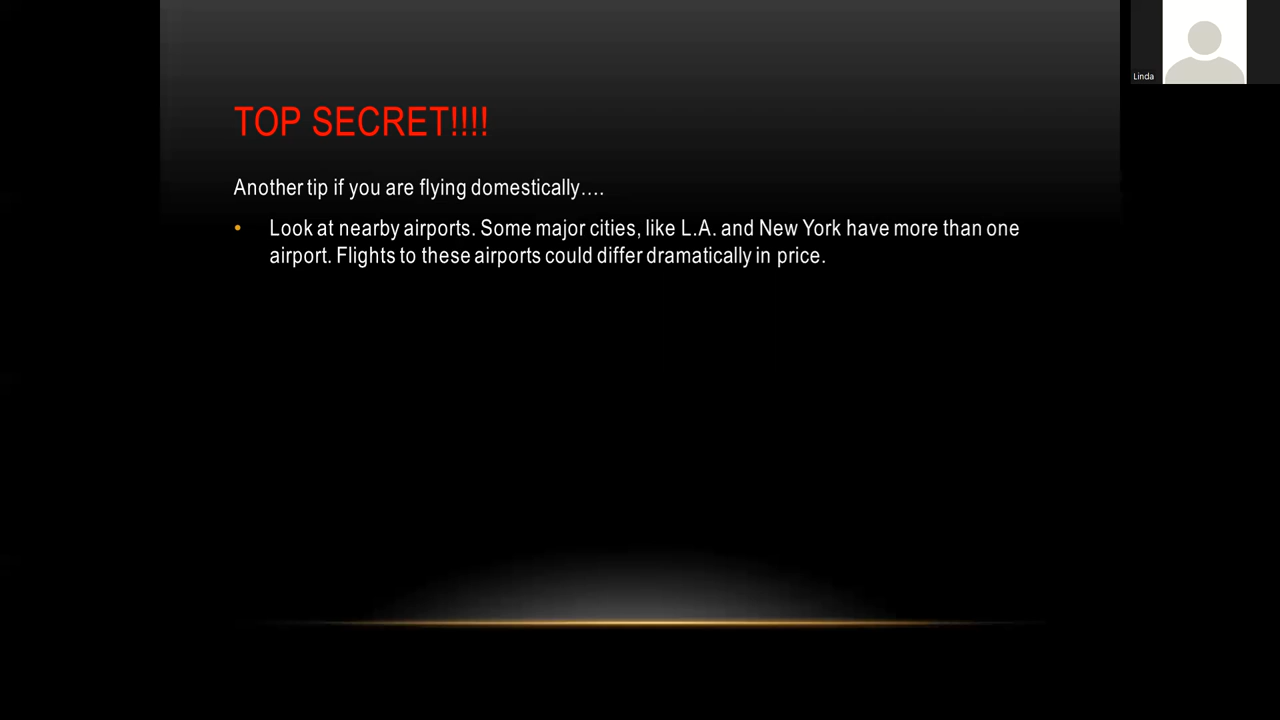 TOP SECRET!!!!
Another tip if you are flying domestically....
• Look at nearby airports. Some major cities, like L.A. and New York have more than one
airport. Flights to these airports could differ dramatically in price.
Linda